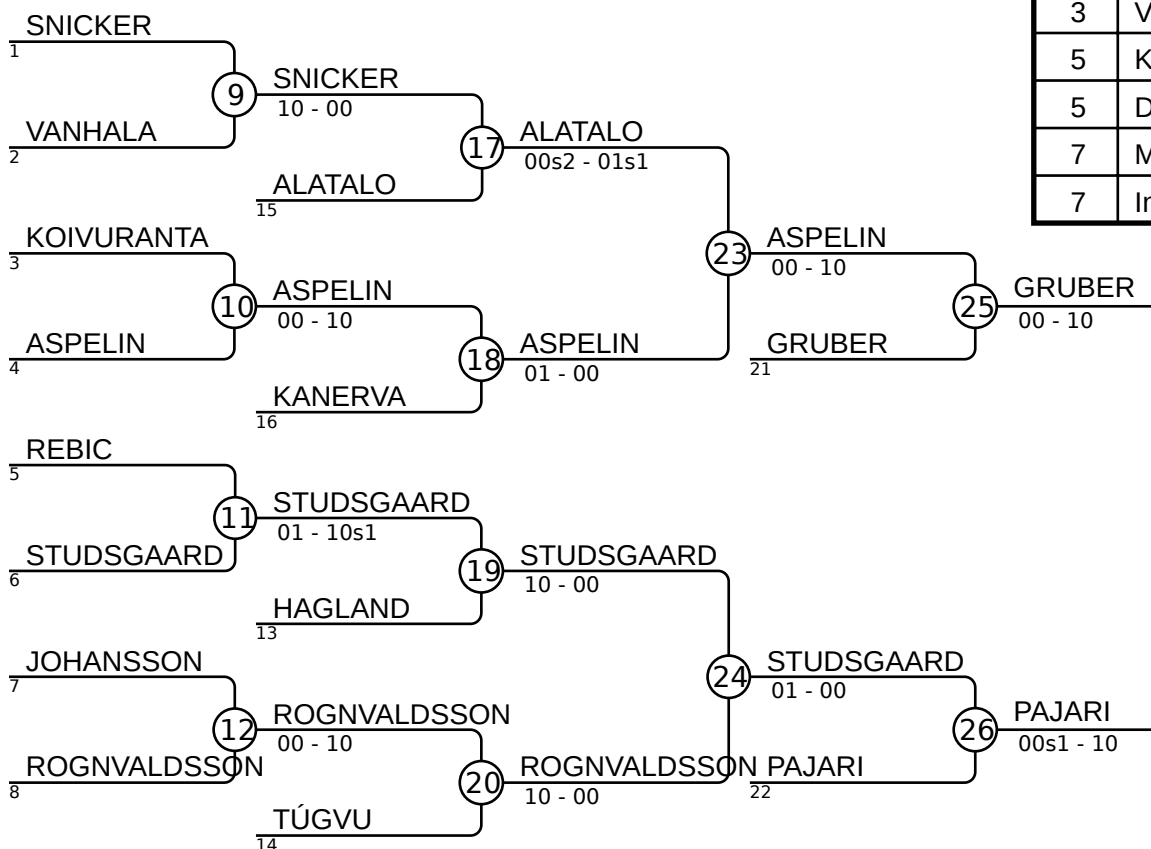 SNICKER
1
9
SNICKER
10 - 00
VANHALA
2
17
ALATALO
00s2 - 01s1
ALATALO
15
KOIVURANTA
3
10
ASPELIN
00 - 10
ASPELIN
4
18
ASPELIN
01 - 00
KANERVA
16
23
ASPELIN
00 - 10
GRUBER
21
25
GRUBER
00 - 10
REBIC
5
11
STUDSGAARD
01 - 10s1
STUDSGAARD
6
19
STUDSGAARD
10 - 00
HAGLAND
13
JOHANSSON
7
12
ROGNVALDSSON
00 - 10
ROGNVALDSSON
8
20
ROGNVALDSSON
10 - 00
TÚGVU
14
24
STUDSGAARD
01 - 00
PAJARI
22
26
PAJARI
00s1 - 10
3 V
5 K
5 D
7 M
7 In